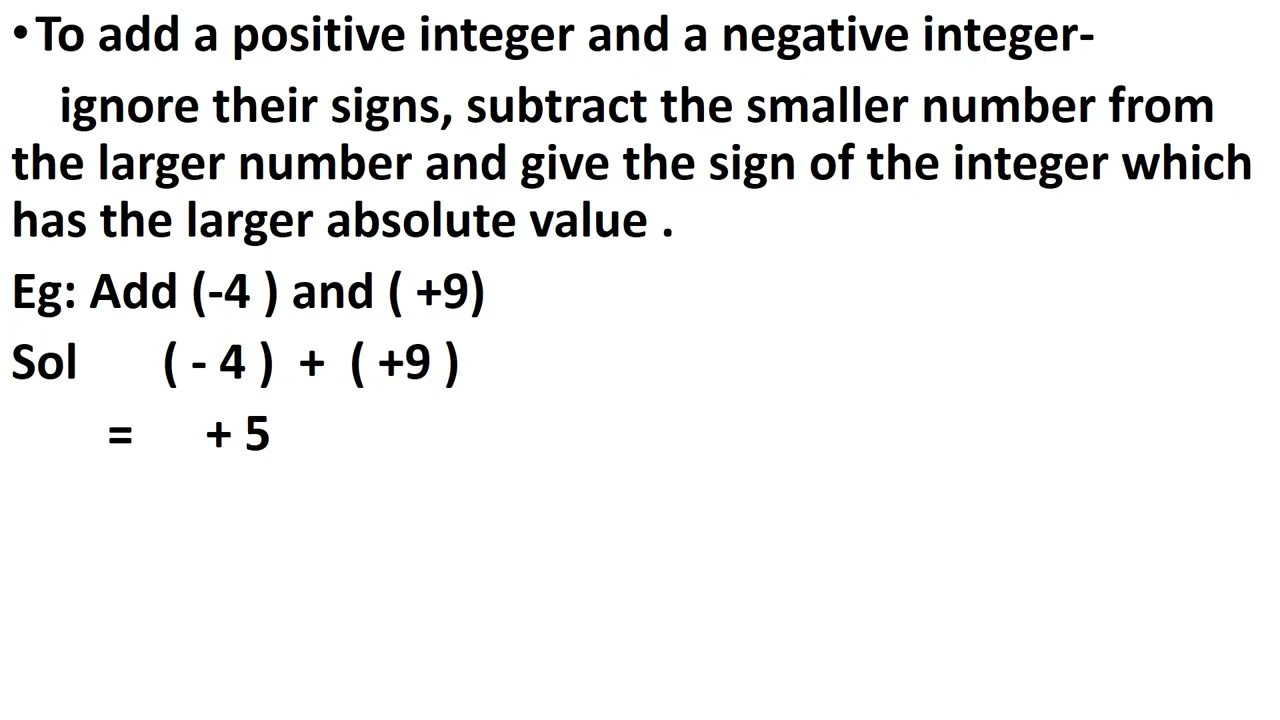 •To add a positive integer and a negative integer-
ignore their signs, subtract the smaller number from
the larger number and give the sign of the integer which
has the larger absolute value .
Eg: Add (-4 ) and ( +9)
Sol ( - 4 ) + ( +9 )
= + 5